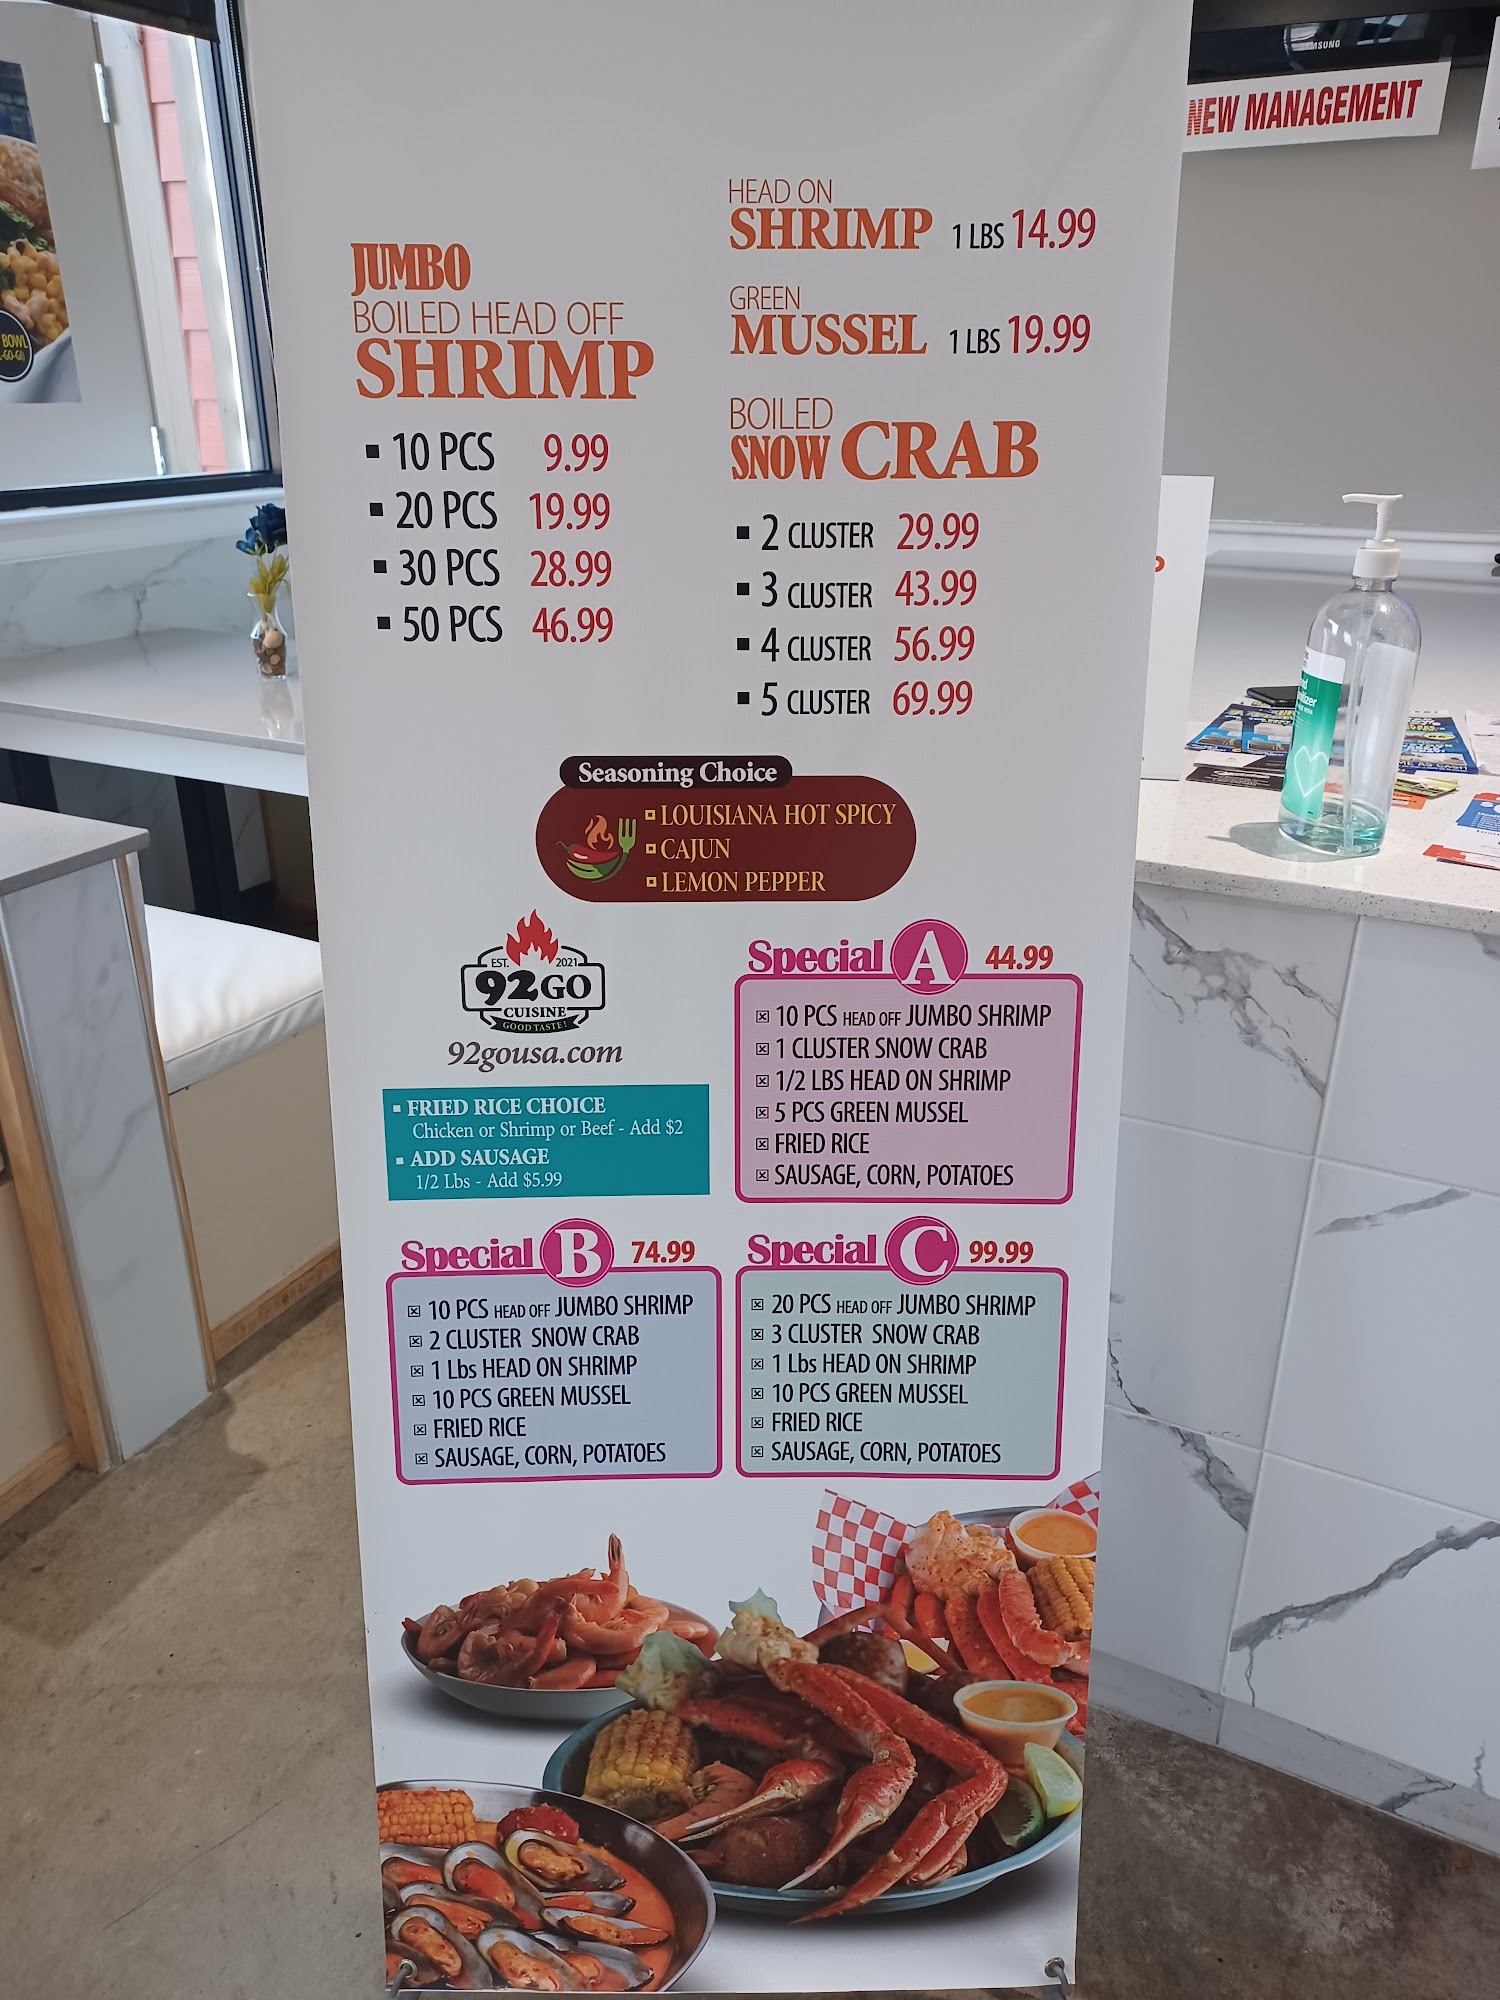 SAMSUNG
NEW MANAGEMENT
BOWL
JUMBO
BOILED HEAD OFF
SHRIMP
▪ 10 PCS 9.99
▪ 20 PCS 19.99
▪ 30 PCS 28.99
▪ 50 PCS 46.99
HEAD ON
SHRIMP 1 LBS 14.99
GREEN
MUSSEL 1 LBS 19.99
BOILED
SNOW CRAB
▪ 2 CLUSTER 29.99
▪ 3 CLUSTER 43.99
▪ 4 CLUSTER 56.99
▪ 5 CLUSTER 69.99
Seasoning Choice
LOUISIANA HOT SPICY
CAJUN
LEMON PEPPER
EST. 2021
92GO
CUISINE
GOOD TASTE!
92gousa.com
▪ FRIED RICE CHOICE
Chicken or Shrimp or Beef - Add $2
▪ ADD SAUSAGE
1/2 Lbs - Add $5.99
Special A 44.99
☒ 10 PCS HEAD OFF JUMBO SHRIMP
☒ 1 CLUSTER SNOW CRAB
☒ 1/2 LBS HEAD ON SHRIMP
☒ 5 PCS GREEN MUSSEL
☒ FRIED RICE
☒ SAUSAGE, CORN, POTATOES
Special B 74.99
☒ 10 PCS HEAD OFF JUMBO SHRIMP
☒ 2 CLUSTER SNOW CRAB
☒ 1 Lbs HEAD ON SHRIMP
☒ 10 PCS GREEN MUSSEL
☒ FRIED RICE
☒ SAUSAGE, CORN, POTATOES
Special C 99.99
☒ 20 PCS HEAD OFF JUMBO SHRIMP
☒ 3 CLUSTER SNOW CRAB
☒ 1 Lbs HEAD ON SHRIMP
☒ 10 PCS GREEN MUSSEL
☒ FRIED RICE
☒ SAUSAGE, CORN, POTATOES